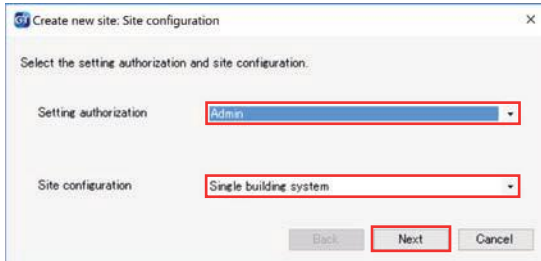 Create new site: Site configuration
Select the setting authorization and site configuration.
Setting authorization
Admin
Site configuration
Single building system
Back
Next
Cancel